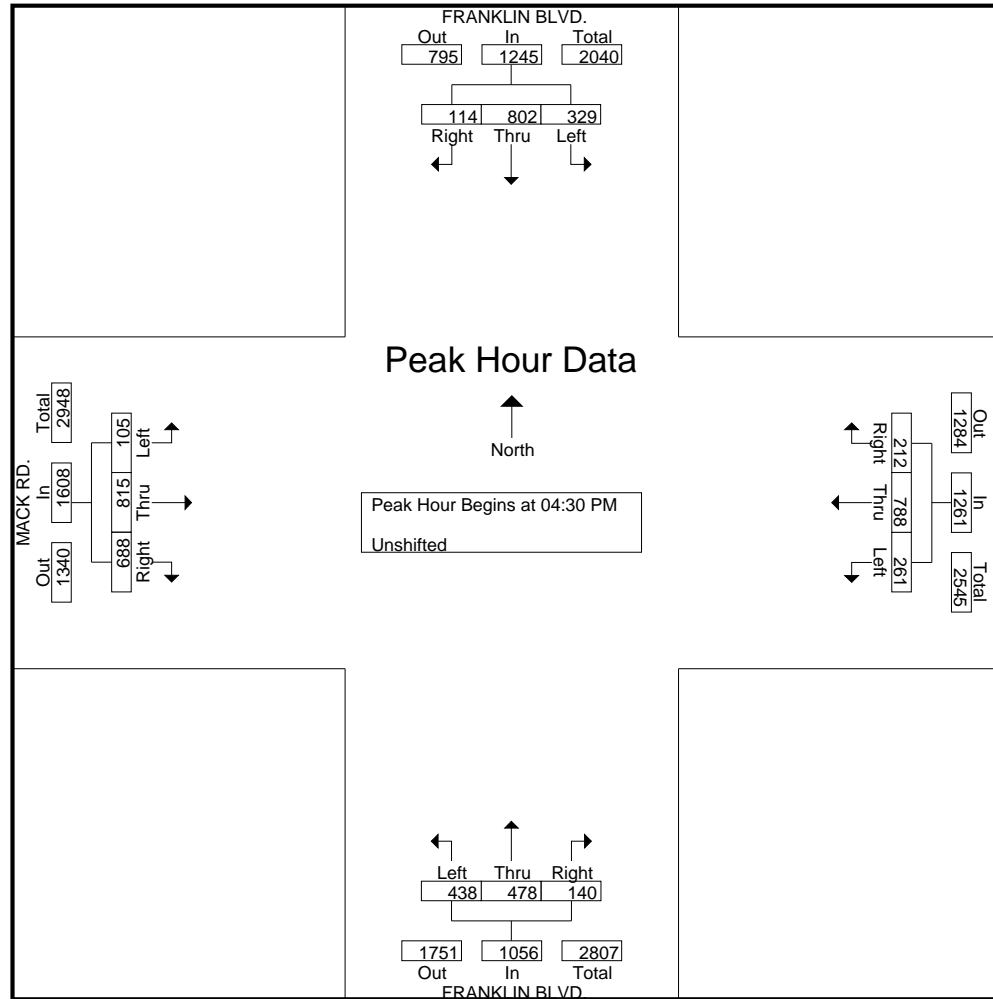 FRANKLIN BLVD.
Out In Total
795 1245 2040
114 802 329
Right Thru Left
Peak Hour Data
North
Peak Hour Begins at 04:30 PM
Unshifted
MACK RD.
Out In Total
1340 1608 2948
Left Thru Right
105 815 688
Out In Total
1284 1261 2545
Right Thru Left
212 788 261
Left Thru Right
438 478 140
1751 1056 2807
Out In Total
FRANKLIN BLVD.